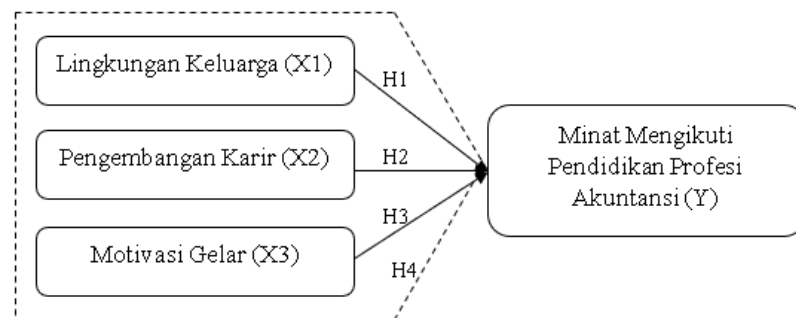 Lingkungan Keluarga (X1)
H1
Pengembangan Karir (X2)
H2
Motivasi Gelar (X3)
H3
H4
Minat Mengikuti
Pendidikan Profesi
Akuntansi (Y)